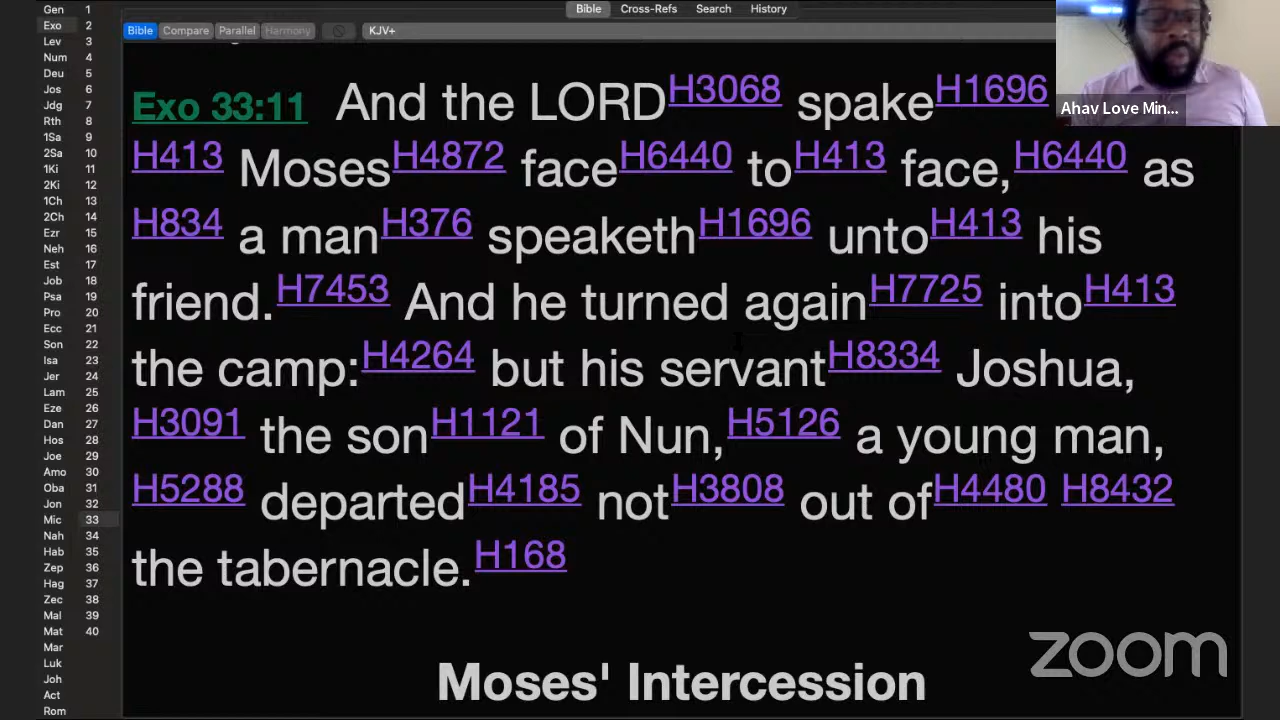 Bible Cross-Refs Search History
Bible Compare Parallel Harmony KJV+
Gen 1
Exo 2
Lev 3
Num 4
Deu 5
Jos 6
Jdg 7
Rth 8
1Sa 9
2Sa 10
1Ki 11
2Ki 12
1Ch 13
2Ch 14
Ezr 15
Neh 16
Est 17
Job 18
Psa 19
Pro 20
Ecc 21
Son 22
Isa 23
Jer 24
Lam 25
Eze 26
Dan 27
Hos 28
Joe 29
Amo 30
Oba 31
Jon 32
Mic 33
Nah 34
Hab 35
Zep 36
Hag 37
Zec 38
Mal 39
Mat 40
Mar
Luk
Joh
Act
Rom
Exo 33:11 And the LORDH3068 spakeH1696
H413 MosesH4872 faceH6440 toH413 face,H6440 as
H834 a manH376 speakethH1696 untoH413 his
friend.H7453 And he turned againH7725 intoH413
the camp:H4264 but his servantH8334 Joshua,
H3091 the sonH1121 of Nun,H5126 a young man,
H5288 departedH4185 notH3808 out ofH4480 H8432
the tabernacle.H168
Moses' Intercession
Ahav Love Min...
zoom